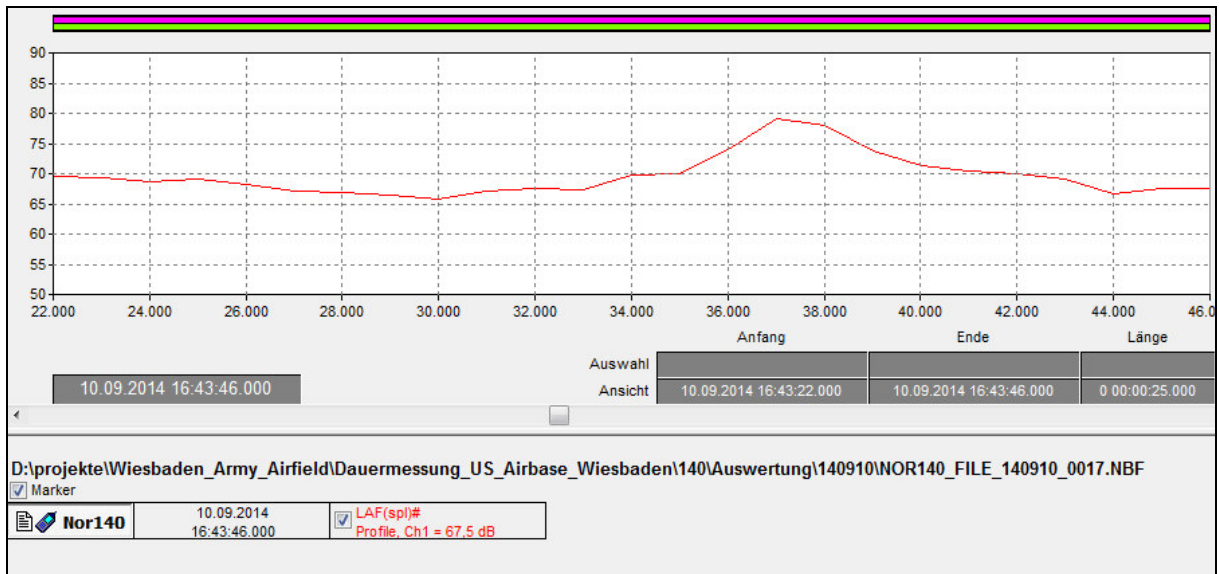 90
85
80
75
70
65
60
55
50
22.000 24.000 26.000 28.000 30.000 32.000 34.000 36.000 38.000 40.000 42.000 44.000 46.0
Anfang Ende Länge
Auswahl
10.09.2014 16:43:46.000 Ansicht 10.09.2014 16:43:22.000 10.09.2014 16:43:46.000 0 00:00:25.000
D:\projekte\Wiesbaden_Army_Airfield\Dauermessung_US_Airbase_Wiesbaden\140\Auswertung\140910\NOR140_FILE_140910_0017.NBF
Marker
Nor140 10.09.2014 LAF(spl)#
16:43:46.000 Profile, Ch1 = 67,5 dB